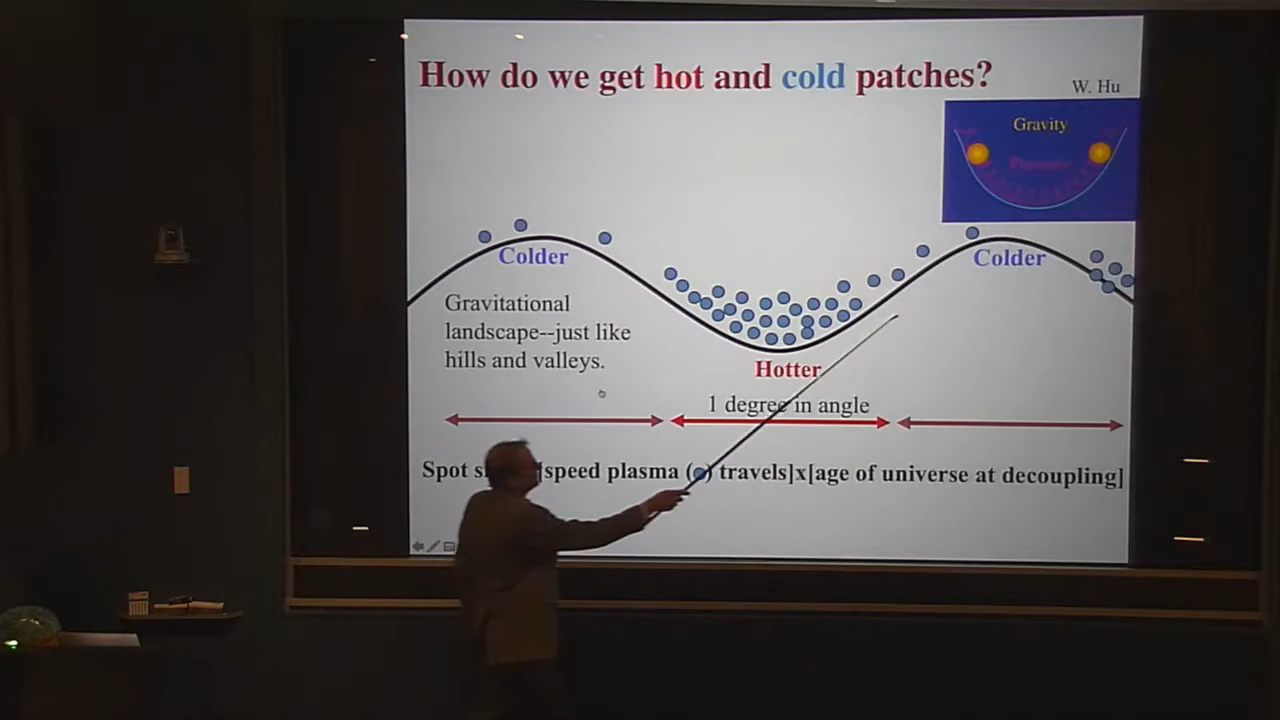 How do we get hot and cold patches?
W. Hu
Gravity
Pressure
Colder
Colder
Gravitational
landscape--just like
hills and valleys.
Hotter
1 degree in angle
Spot [speed plasma ( ) travels]x[age of universe at decoupling]